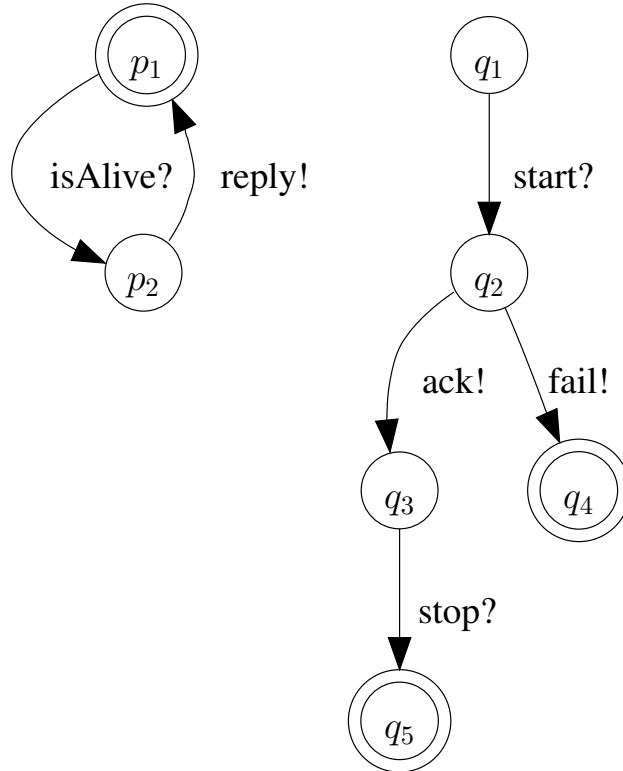 p₁
q₁
isAlive? reply!
start?
p₂
q₂
ack! fail!
q₃
q₄
stop?
q₅